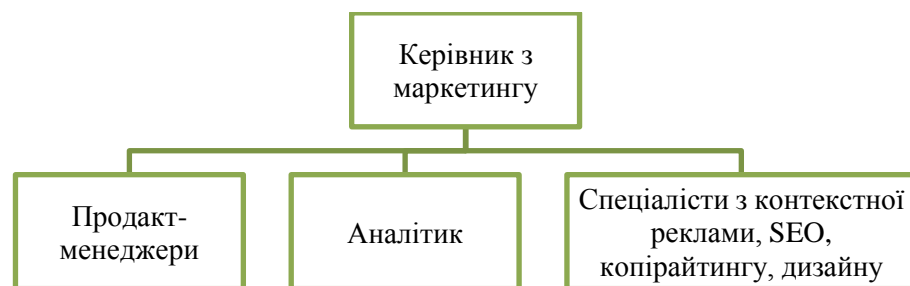 Керівник з
маркетингу
Продакт-
менеджери
Аналітик
Спеціалісти з контекстної
реклами, SEO,
копірайтингу, дизайну